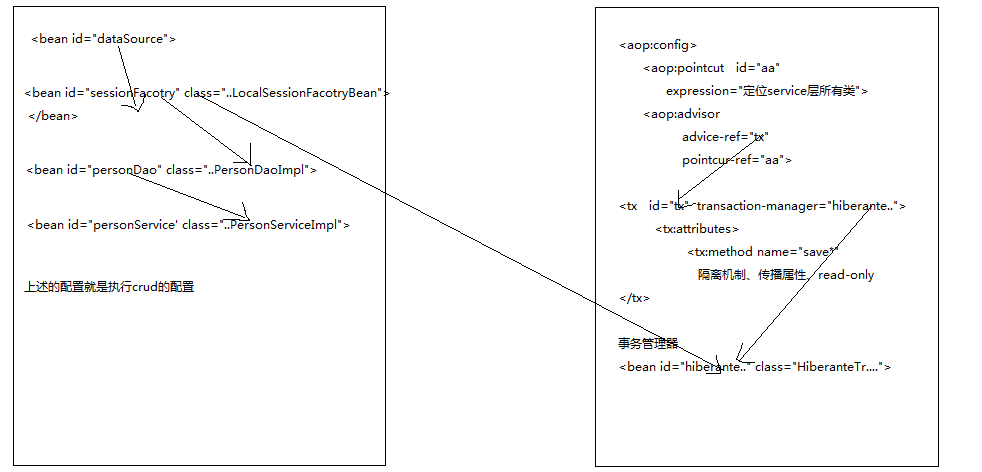 <bean id="dataSource">
<bean id="sessionFacotry" class="..LocalSessionFacotryBean">
</bean>
<bean id="personDao" class="..PersonDaoImpl">
<bean id="personService' class="..PersonServiceImpl">
上述的配置就是执行crud的配置
<aop:config>
<aop:pointcut id="aa"
expression="定位service层所有类">
<aop:advisor
advice-ref="tx"
pointcur-ref="aa">
<tx id="tx" transaction-manager="hiberante..">
<tx:attributes>
<tx:method name="save*"
隔离机制、传播属性、read-only
</tx>
事务管理器
<bean id="hiberante.." class="HiberanteTr....">